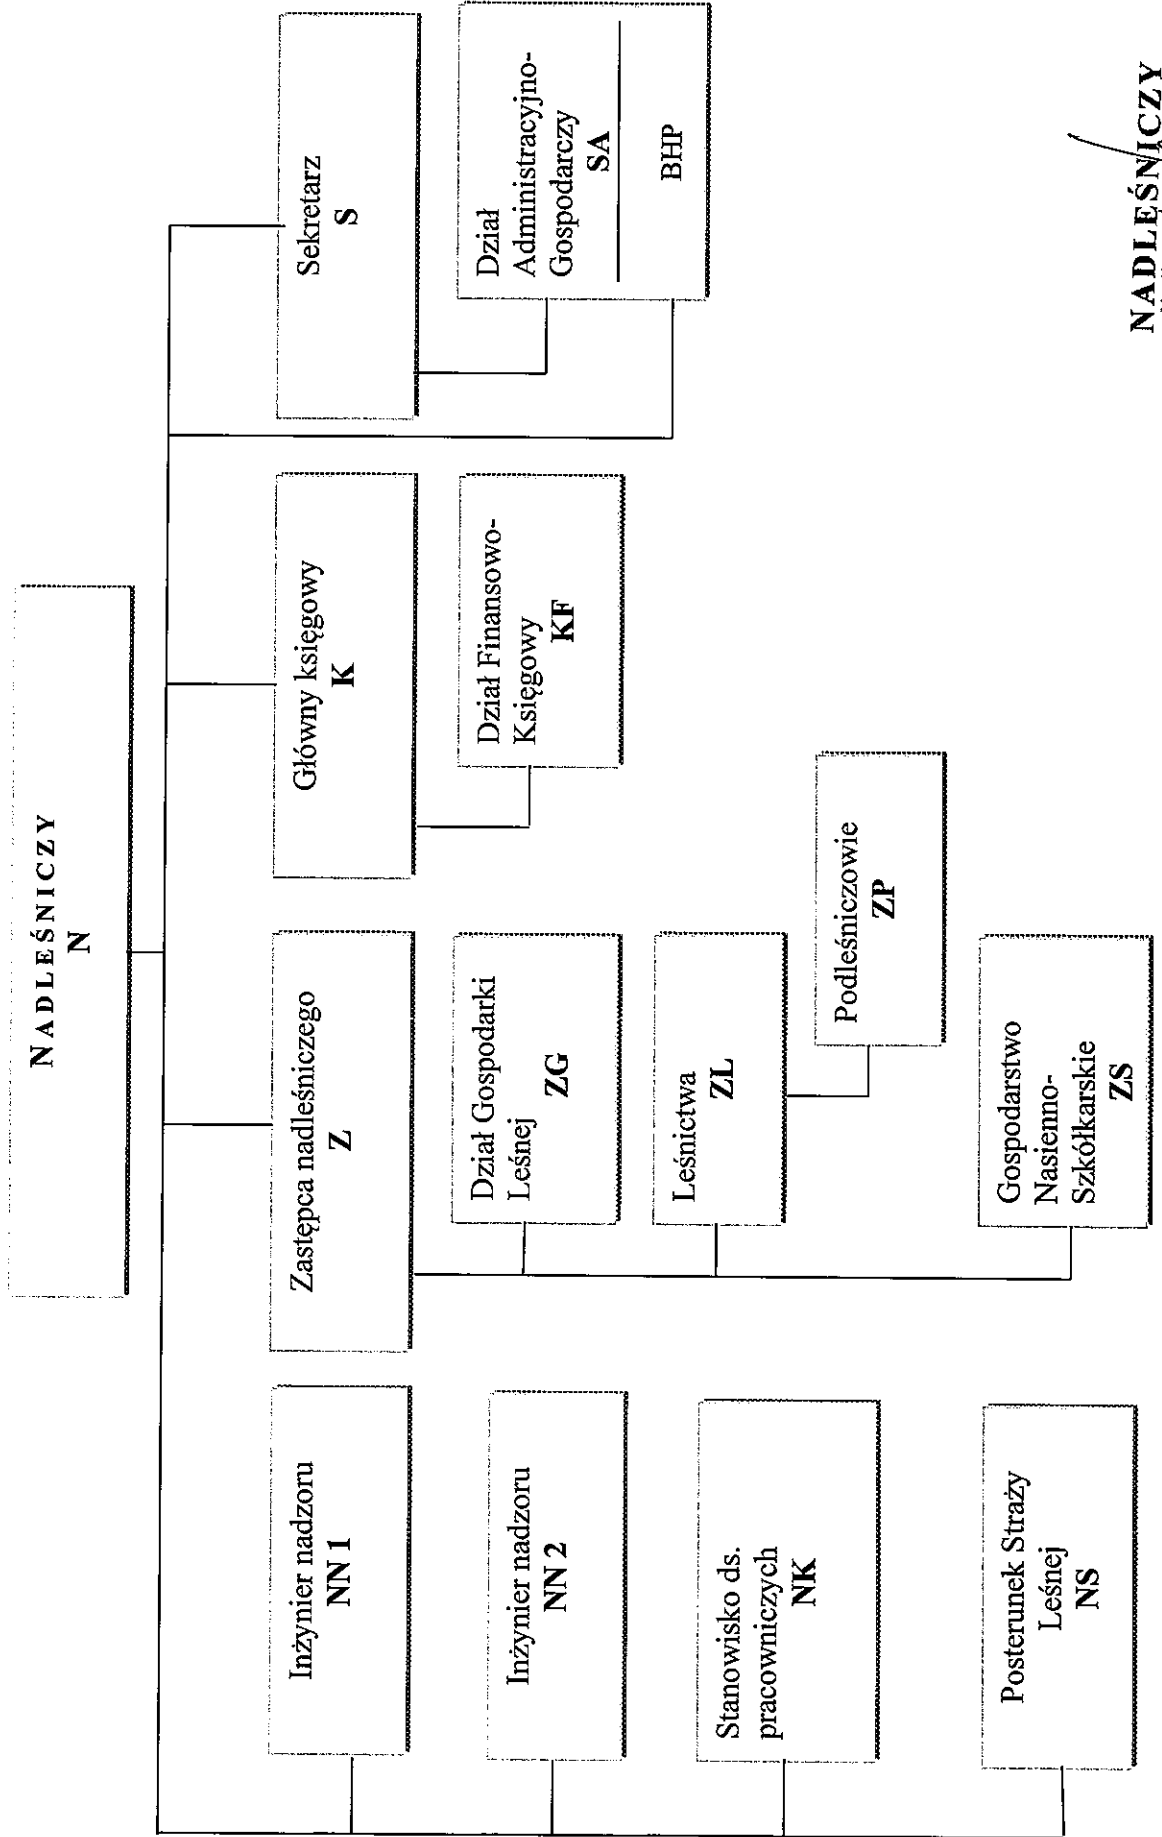 NADLEŚNICZY
N
Inżynier nadzoru
NN 1
Inżynier nadzoru
NN 2
Stanowisko ds.
pracowniczych
NK
Posterunek Straży
Leśnej
NS
Zastępca nadleśniczego
Z
Dział Gospodarki
Leśnej
ZG
Leśnictwa
ZL
Podleśniczowie
ZP
Gospodarstwo
Nasienno-
Szkółkarskie
ZS
Główny księgowy
K
Dział Finansowo-
Księgowy
KF
Sekretarz
S
Dział
Administracyjno-
Gospodarczy
SA
BHP
NADLEŚNICZY